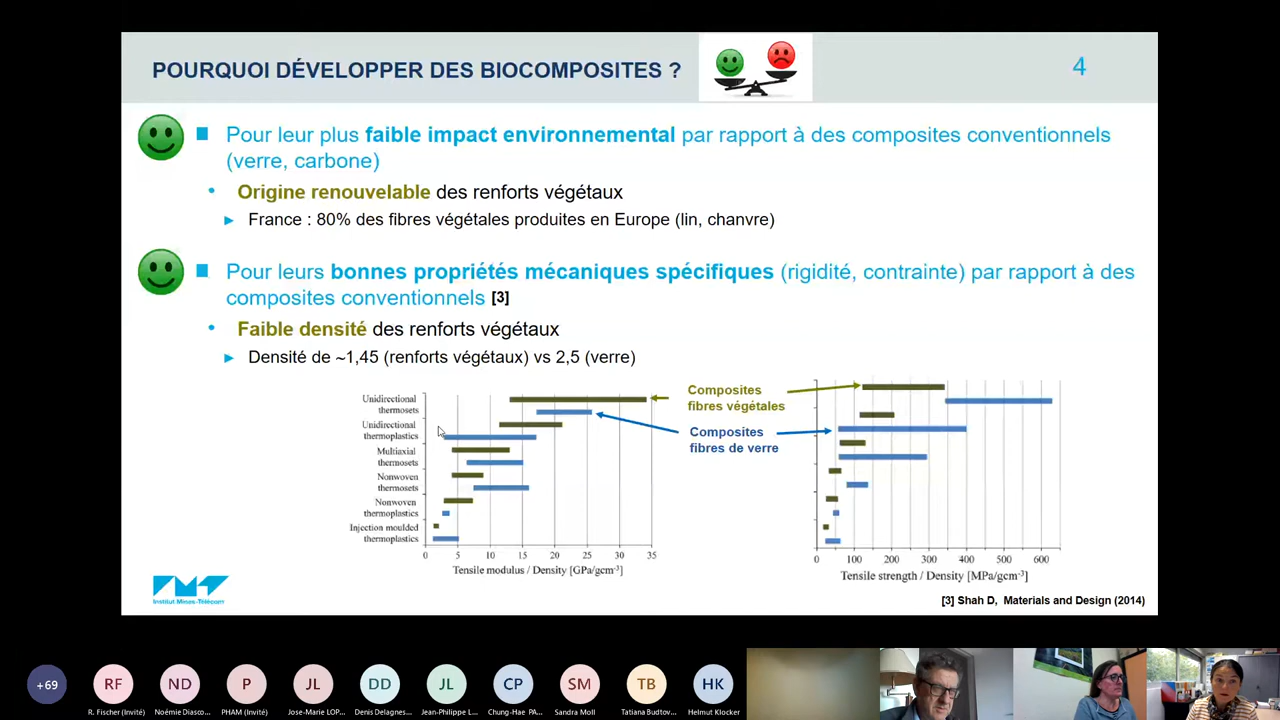 POURQUOI DÉVELOPPER DES BIOCOMPOSITES ?
4
Pour leur plus faible impact environnemental par rapport à des composites conventionnels
(verre, carbone)
Origine renouvelable des renforts végétaux
France : 80% des fibres végétales produites en Europe (lin, chanvre)
Pour leurs bonnes propriétés mécaniques spécifiques (rigidité, contrainte) par rapport à des
composites conventionnels [3]
Faible densité des renforts végétaux
Densité de ~1,45 (renforts végétaux) vs 2,5 (verre)
Unidirectional
thermosets
Unidirectional
thermoplastics
Multiaxial
thermosets
Nonwoven
thermosets
Nonwoven
thermoplastics
Injection moulded
thermoplastics
0 5 10 15 20 25 30 35
Tensile modulus / Density [GPa/gcm⁻³]
Composites
fibres végétales
Composites
fibres de verre
0 100 200 300 400 500 600
Tensile strength / Density [MPa/gcm⁻³]
IMT
Institut Mines-Télécom
[3] Shah D, Materials and Design (2014)
+69
RF
ND
P
JL
DD
JL
CP
SM
TB
HK
R. Fischer (Invité)
Noémie Diasco...
PHAM (Invité)
Jose-Marie LOP...
Denis Delagnes...
Jean-Philippe L...
Chung-Hae PA...
Sandra Moll
Tatiana Budtov...
Helmut Klocker